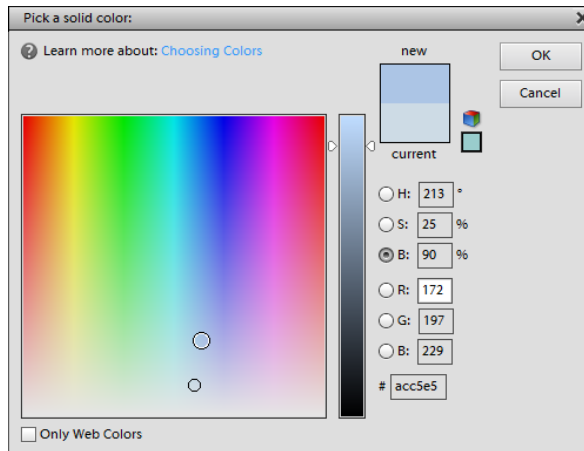 Pick a solid color:
Learn more about: Choosing Colors
new
current
OK
Cancel
H: 213 °
S: 25 %
B: 90 %
R: 172
G: 197
B: 229
# acc5e5
Only Web Colors